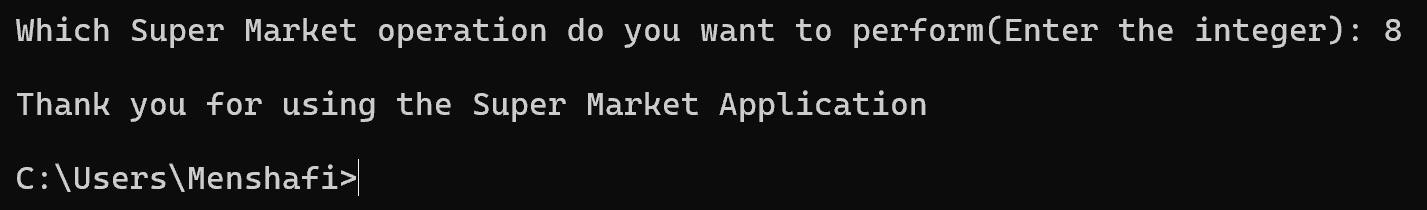 Which Super Market operation do you want to perform(Enter the integer): 8
Thank you for using the Super Market Application
C:\Users\Menshafi>